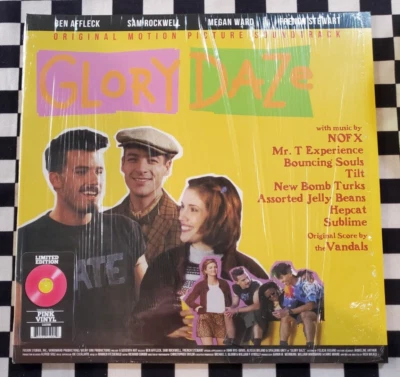 BEN AFFLECK SAM ROCKWELL MEGAN WARD FRENCH STEWART
ORIGINAL MOTION PICTURE SOUNDTRACK
GLORY DAZe
with music by
NOFX
Mr. T Experience
Bouncing Souls
Tilt
New Bomb Turks
Assorted Jelly Beans
Hepcat
Sublime
Original Score by
the Vandals
LIMITED
EDITION
PINK
VINYL